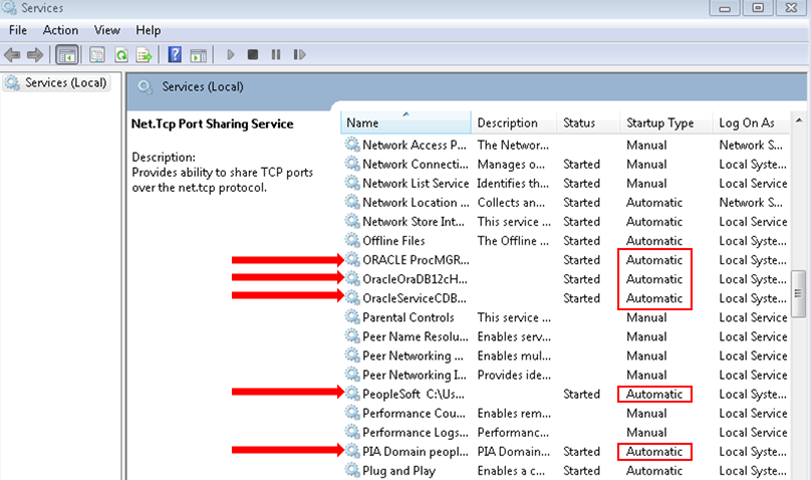 Services
File Action View Help
Services (Local)
Services (Local)
Net.Tcp Port Sharing Service
Description:
Provides ability to share TCP ports
over the net.tcp protocol.
Name Description Status Startup Type Log On As
Network Access P... The Networ... Manual Network S...
Network Connecti... Manages o... Started Manual Local Syste...
Network List Service Identifies th... Started Manual Local Service
Network Location ... Collects an... Started Automatic Network S...
Network Store Int... This service ... Started Automatic Local Service
Offline Files The Offline ... Started Automatic Local Syste...
ORACLE ProcMGR... Started Automatic Local Syste...
OracleOraDB12cH... Started Automatic Local Syste...
OracleServiceCDB... Started Automatic Local Syste...
Parental Controls This service ... Manual Local Service
Peer Name Resolu... Enables serv... Manual Local Service
Peer Networking ... Enables mul... Manual Local Service
Peer Networking I... Provides ide... Manual Local Service
PeopleSoft C:\Us... Started Automatic Local Syste...
Performance Cou... Enables rem... Manual Local Service
Performance Logs... Performanc... Manual Local Service
PIA Domain peopl... PIA Domain... Started Automatic Local Syste...
Plug and Play Enables a c... Started Automatic Local Syste...